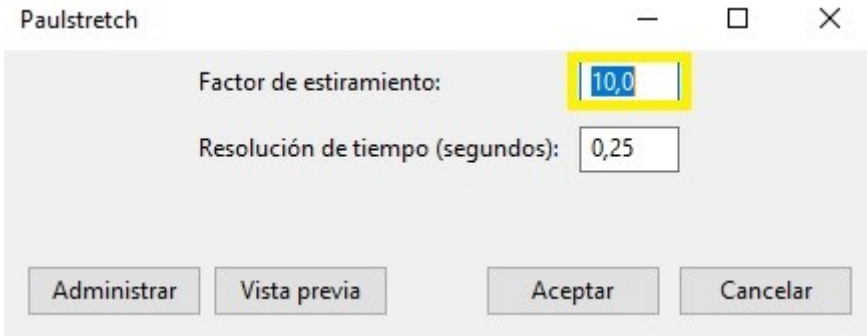 Paulstretch
Factor de estiramiento: 10,0
Resolución de tiempo (segundos): 0,25
Administrar Vista previa Aceptar Cancelar